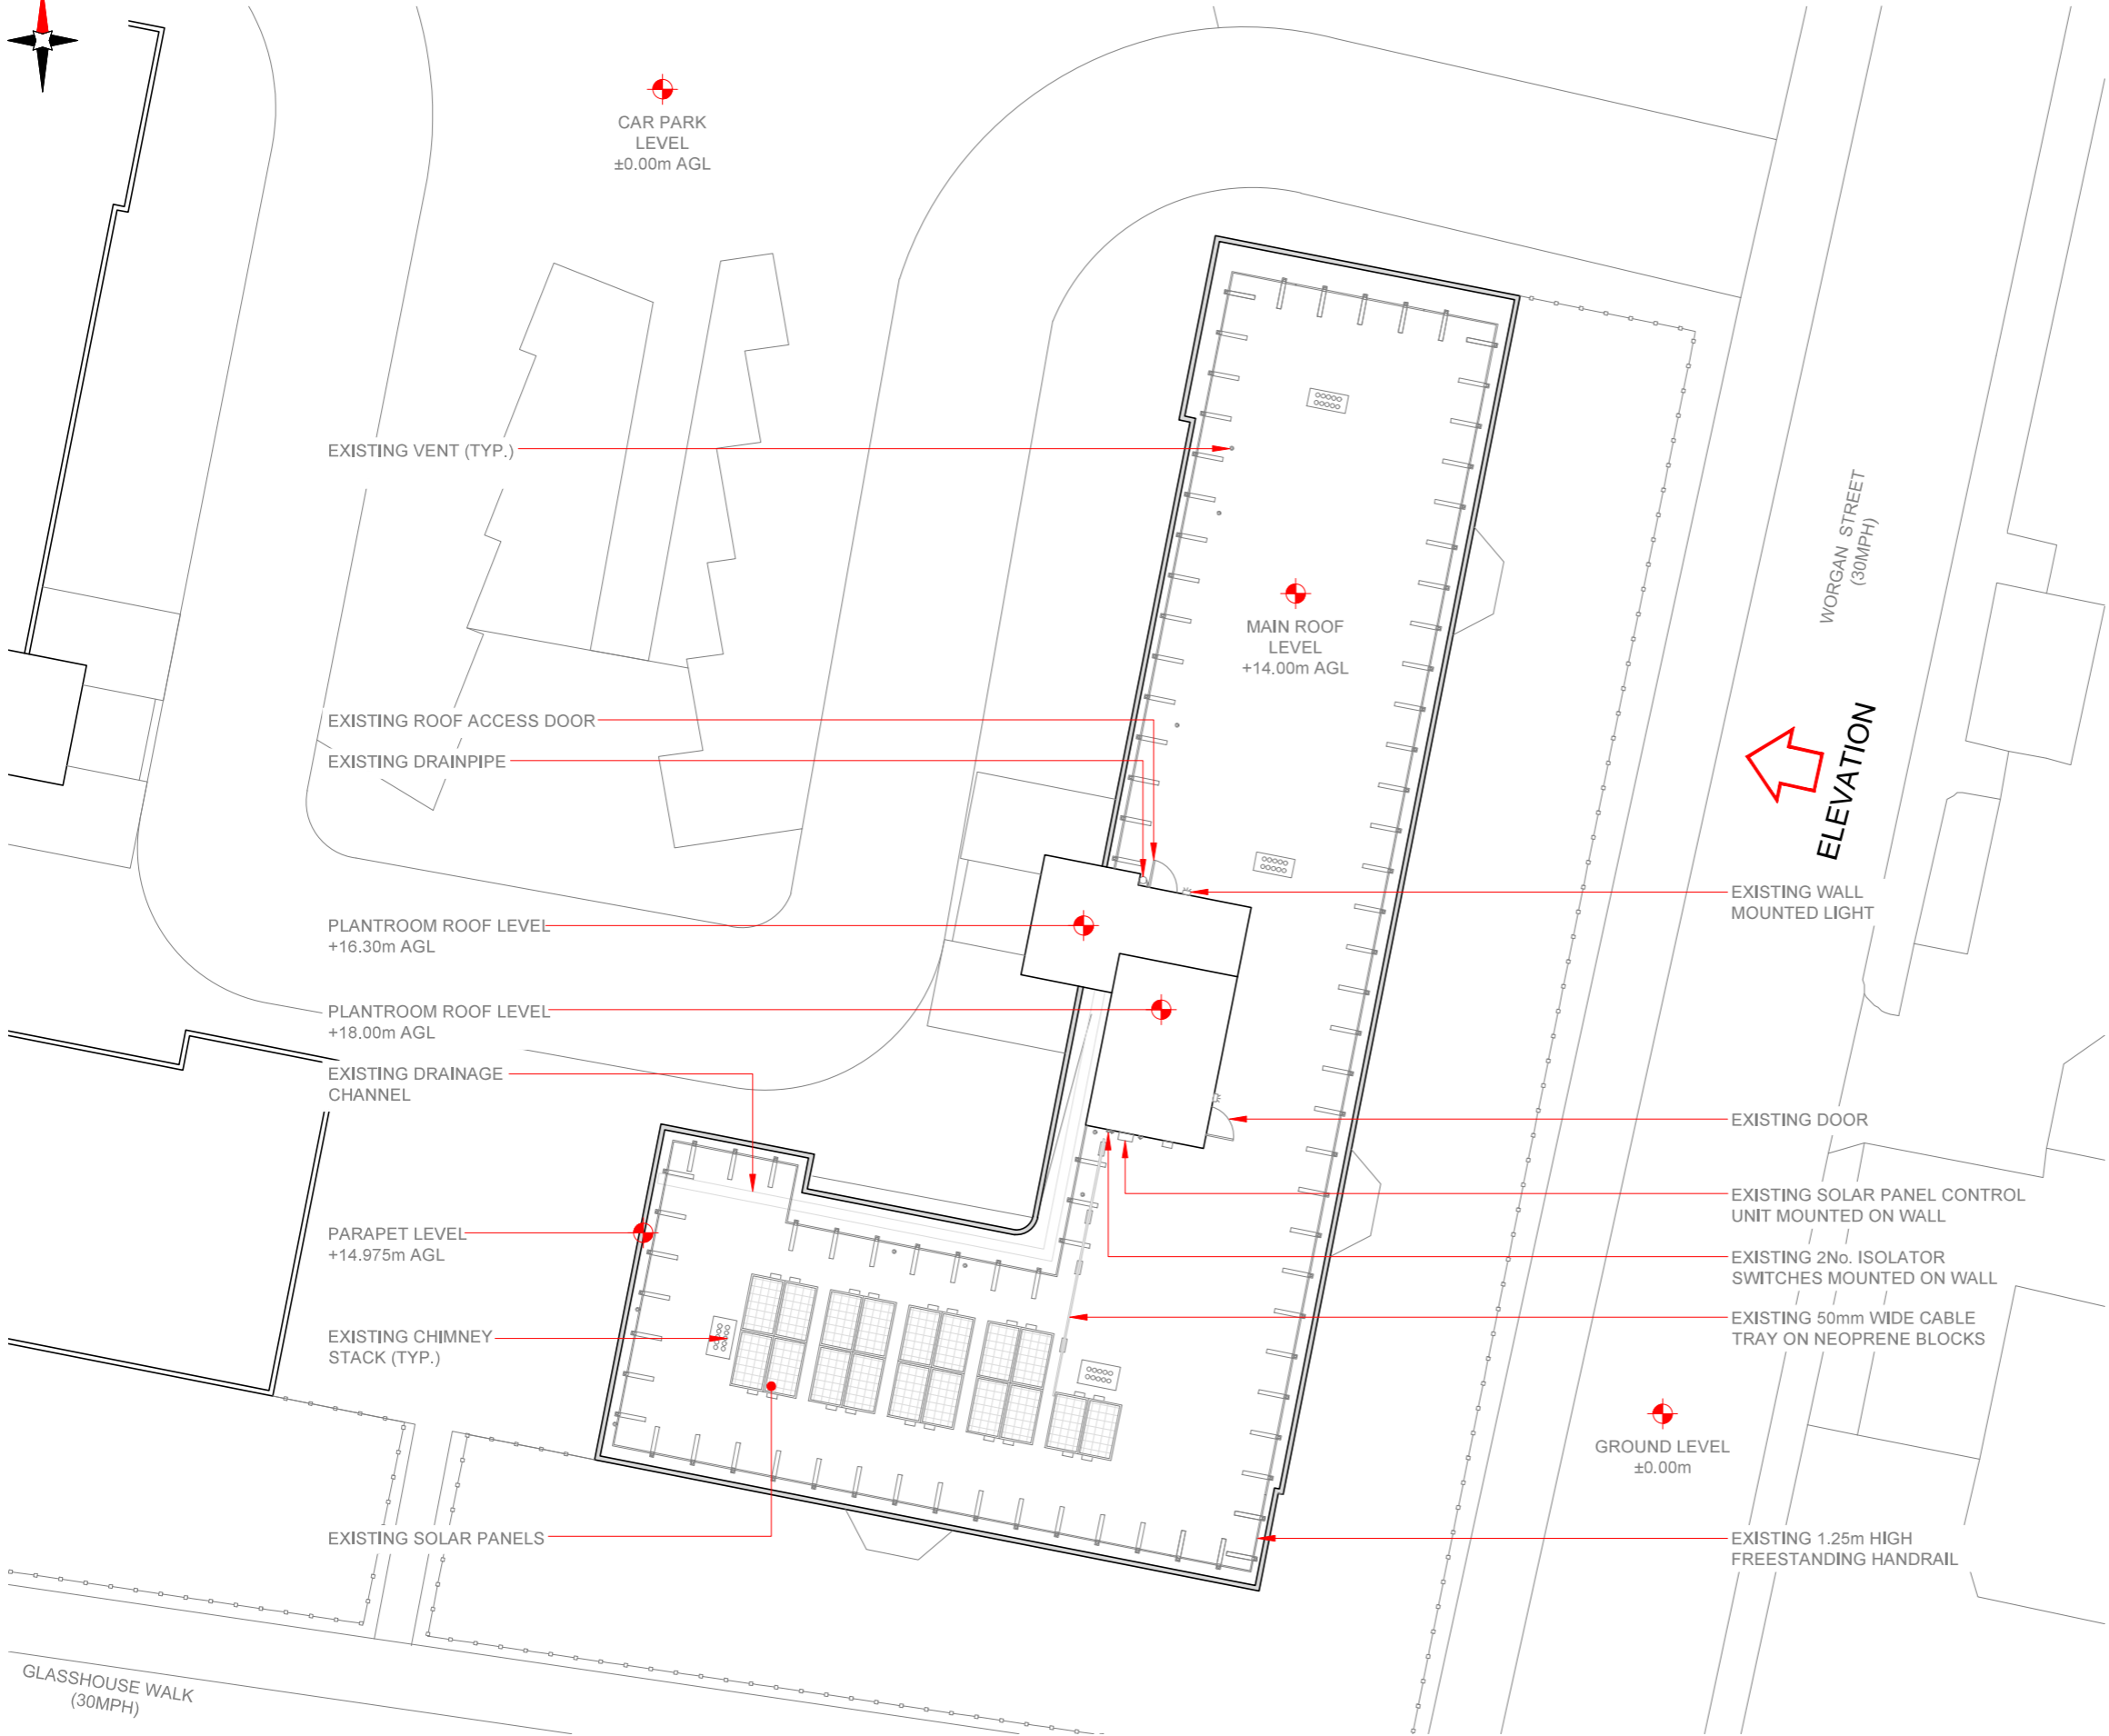 CAR PARK
LEVEL
±0.00m AGL
EXISTING VENT (TYP.)
WORGAN STREET
(30MPH)
MAIN ROOF
LEVEL
+14.00m AGL
EXISTING ROOF ACCESS DOOR
EXISTING DRAINPIPE
ELEVATION
EXISTING WALL
MOUNTED LIGHT
PLANTROOM ROOF LEVEL
+16.30m AGL
PLANTROOM ROOF LEVEL
+18.00m AGL
EXISTING DRAINAGE
CHANNEL
EXISTING DOOR
EXISTING SOLAR PANEL CONTROL
UNIT MOUNTED ON WALL
PARAPET LEVEL
+14.975m AGL
EXISTING 2No. ISOLATOR
SWITCHES MOUNTED ON WALL
EXISTING 50mm WIDE CABLE
TRAY ON NEOPRENE BLOCKS
EXISTING CHIMNEY
STACK (TYP.)
GROUND LEVEL
±0.00m
EXISTING SOLAR PANELS
EXISTING 1.25m HIGH
FREESTANDING HANDRAIL
GLASSHOUSE WALK
(30MPH)